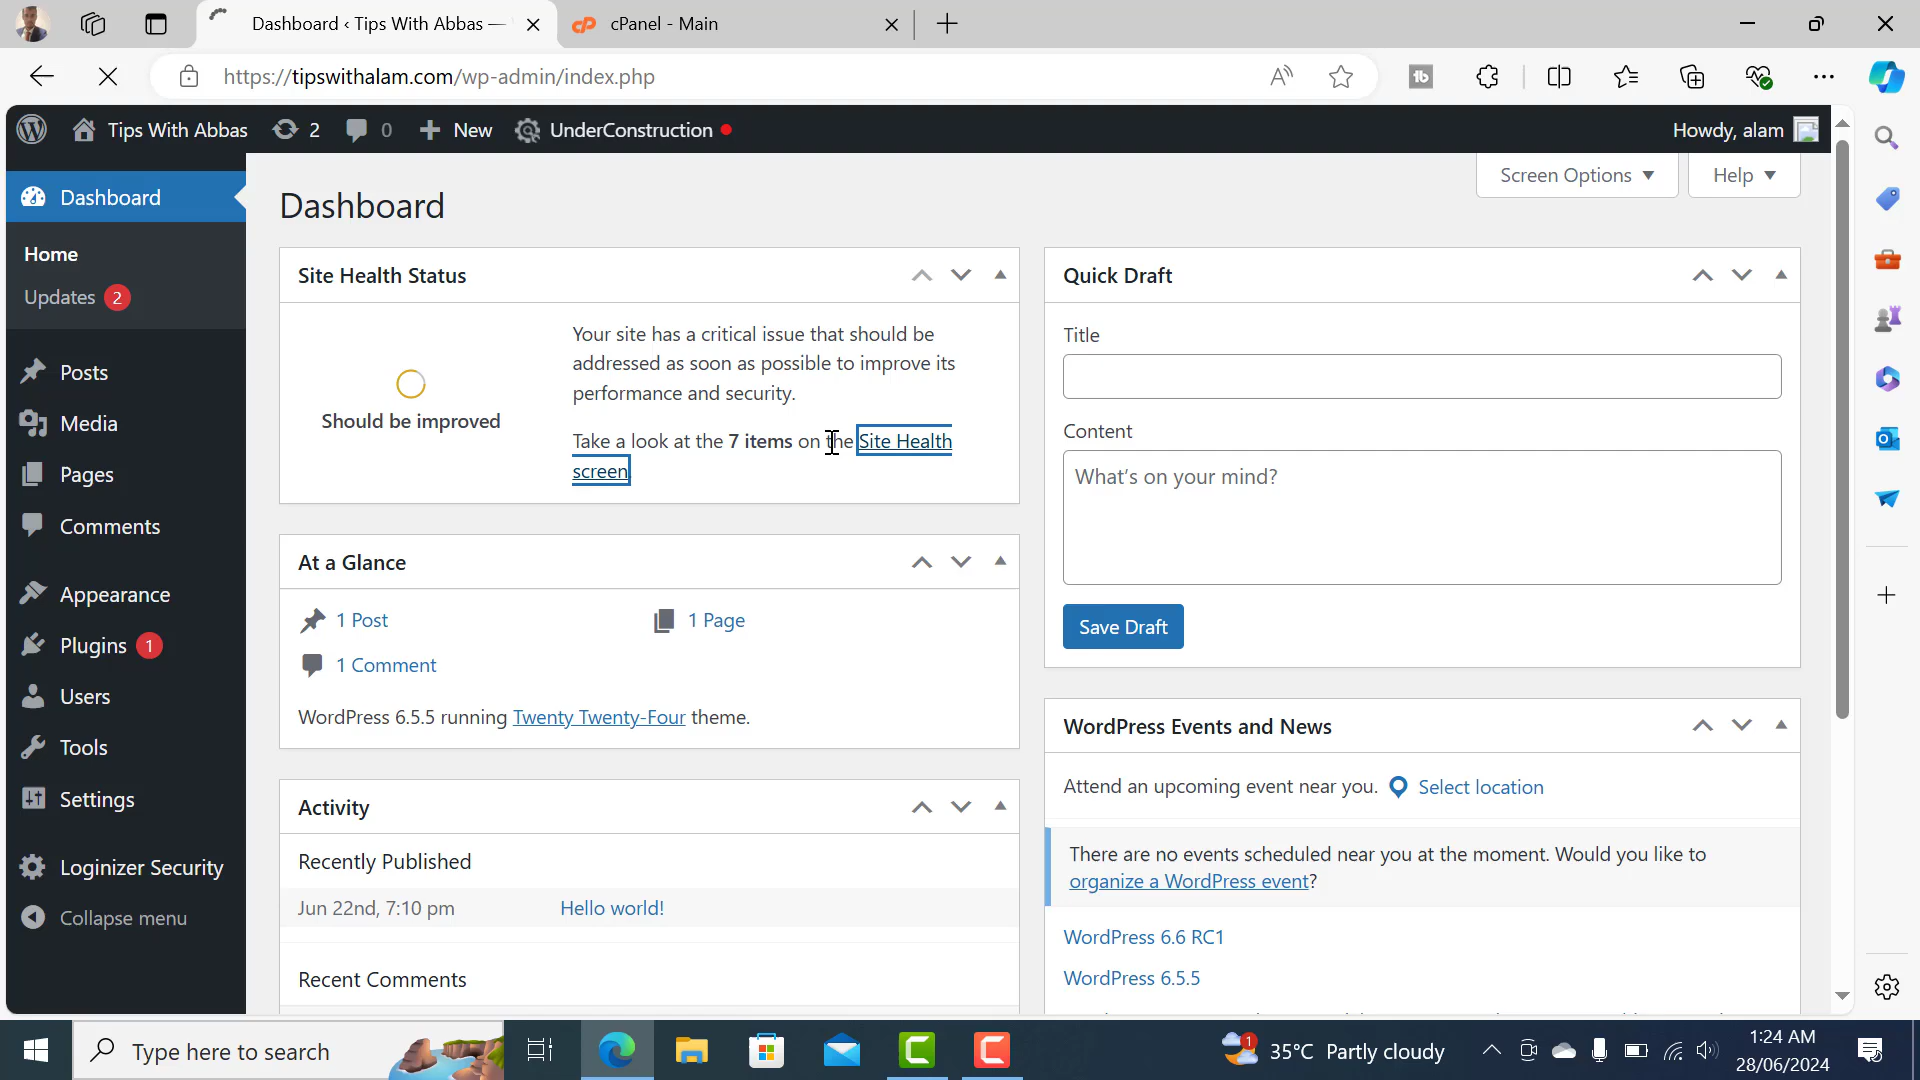 Dashboard ‹ Tips With Abbas —
cPanel - Main
https://tipswithalam.com/wp-admin/index.php
Tips With Abbas
2
0
New
UnderConstruction
Howdy, alam
Dashboard
Home
Updates 2
Posts
Media
Pages
Comments
Appearance
Plugins 1
Users
Tools
Settings
Loginizer Security
Collapse menu
Screen Options
Help
Dashboard
Site Health Status
Should be improved
Your site has a critical issue that should be
addressed as soon as possible to improve its
performance and security.
Take a look at the 7 items on the Site Health
screen
At a Glance
1 Post
1 Page
1 Comment
WordPress 6.5.5 running Twenty Twenty-Four theme.
Activity
Recently Published
Jun 22nd, 7:10 pm
Hello world!
Recent Comments
Quick Draft
Title
Content
What's on your mind?
Save Draft
WordPress Events and News
Attend an upcoming event near you.
Select location
There are no events scheduled near you at the moment. Would you like to
organize a WordPress event?
WordPress 6.6 RC1
WordPress 6.5.5
Type here to search
1
35°C Partly cloudy
1:24 AM
28/06/2024